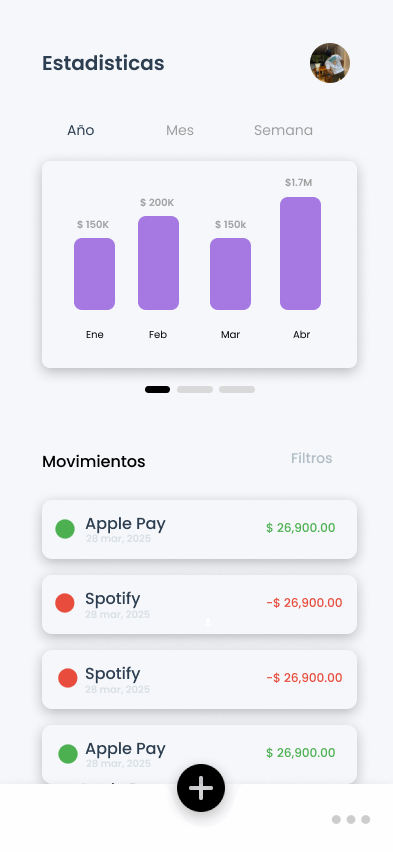 Estadisticas
Año Mes Semana
$1.7M
$ 200K
$ 150K $ 150k
Ene Feb Mar Abr
Movimientos Filtros
Apple Pay
$ 26,900.00
28 mar, 2025
Spotify
-$ 26,900.00
28 mar, 2025
Spotify
-$ 26,900.00
28 mar, 2025
Apple Pay
$ 26,900.00
28 mar, 2025